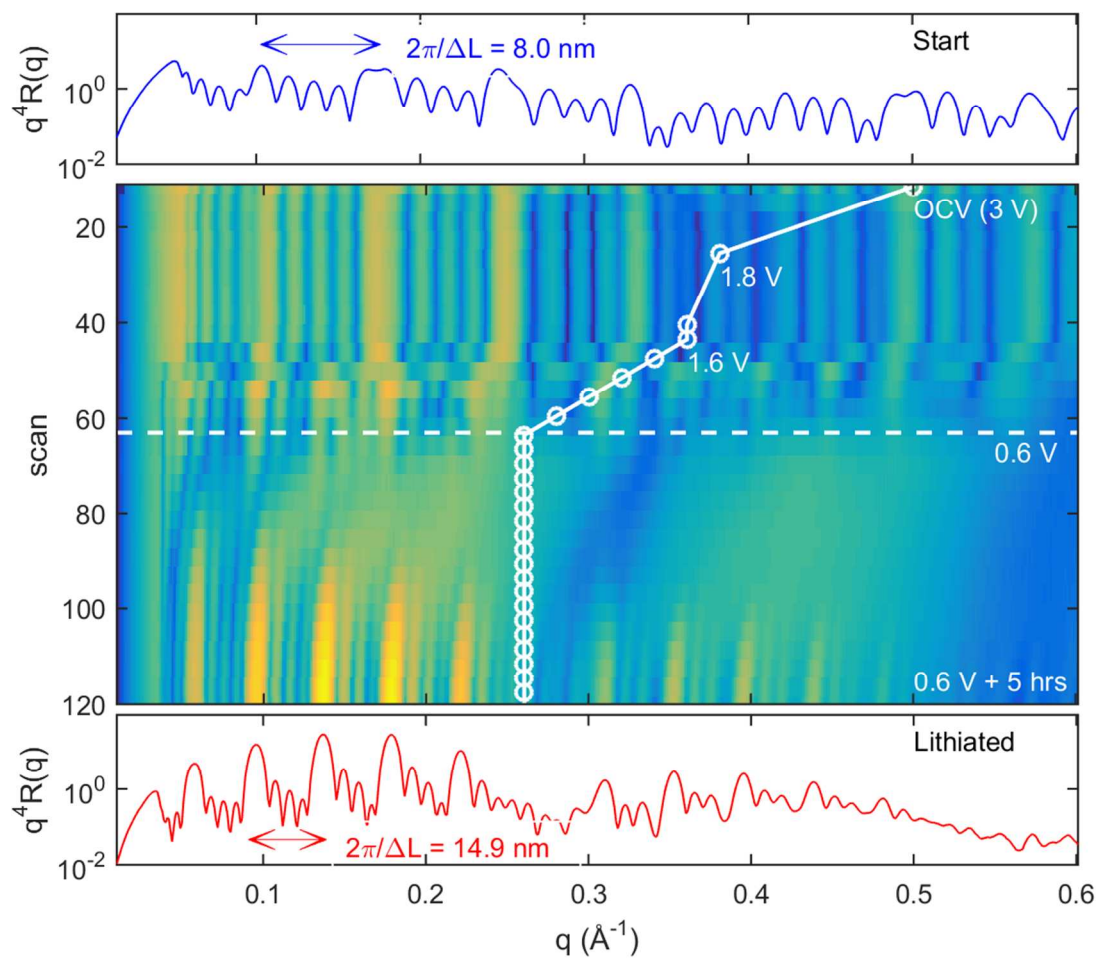 Start
2π/ΔL = 8.0 nm
q⁴R(q)
10⁰
10⁻²
OCV (3 V)
20
1.8 V
40
1.6 V
scan
60
0.6 V
80
100
0.6 V + 5 hrs
120
Lithiated
q⁴R(q)
10⁰
2π/ΔL = 14.9 nm
10⁻²
0.1 0.2 0.3 0.4 0.5 0.6
q (Å⁻¹)